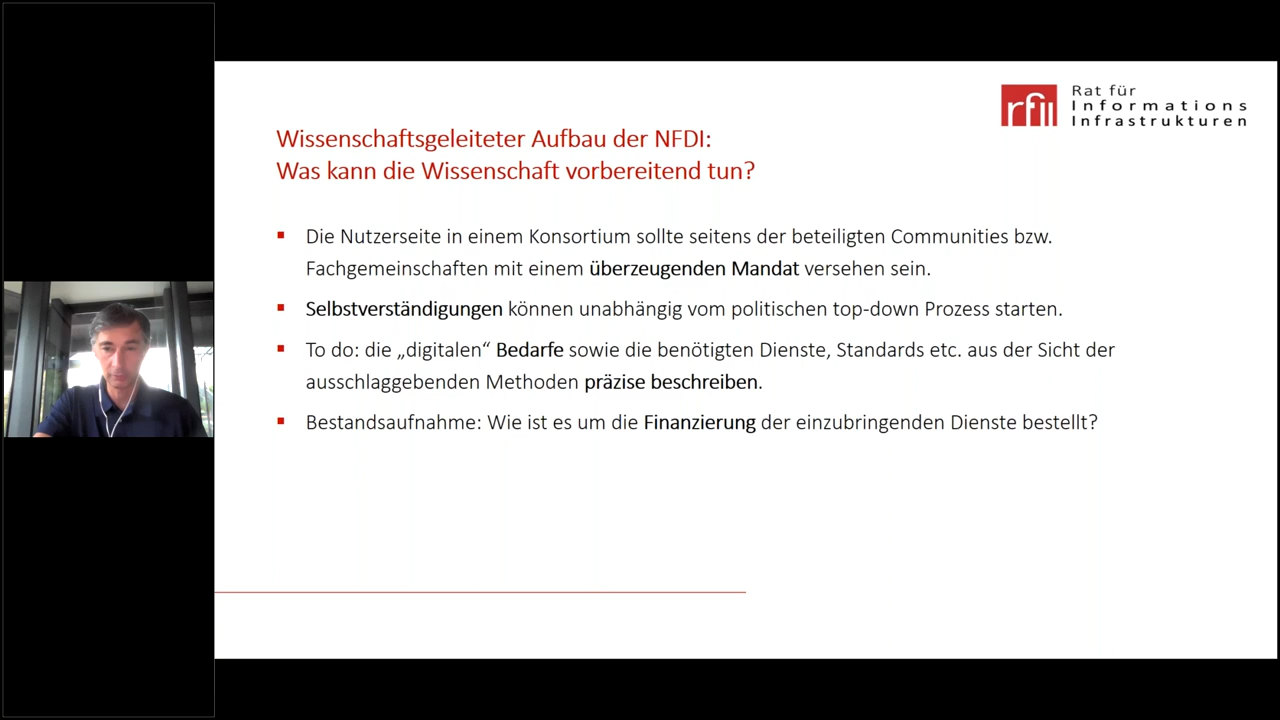 rfii
Rat für
Informations
Infrastrukturen
Wissenschaftsgeleiteter Aufbau der NFDI:
Was kann die Wissenschaft vorbereitend tun?
▪ Die Nutzerseite in einem Konsortium sollte seitens der beteiligten Communities bzw.
Fachgemeinschaften mit einem überzeugenden Mandat versehen sein.
▪ Selbstverständigungen können unabhängig vom politischen top-down Prozess starten.
▪ To do: die „digitalen“ Bedarfe sowie die benötigten Dienste, Standards etc. aus der Sicht der
ausschlaggebenden Methoden präzise beschreiben.
▪ Bestandsaufnahme: Wie ist es um die Finanzierung der einzubringenden Dienste bestellt?